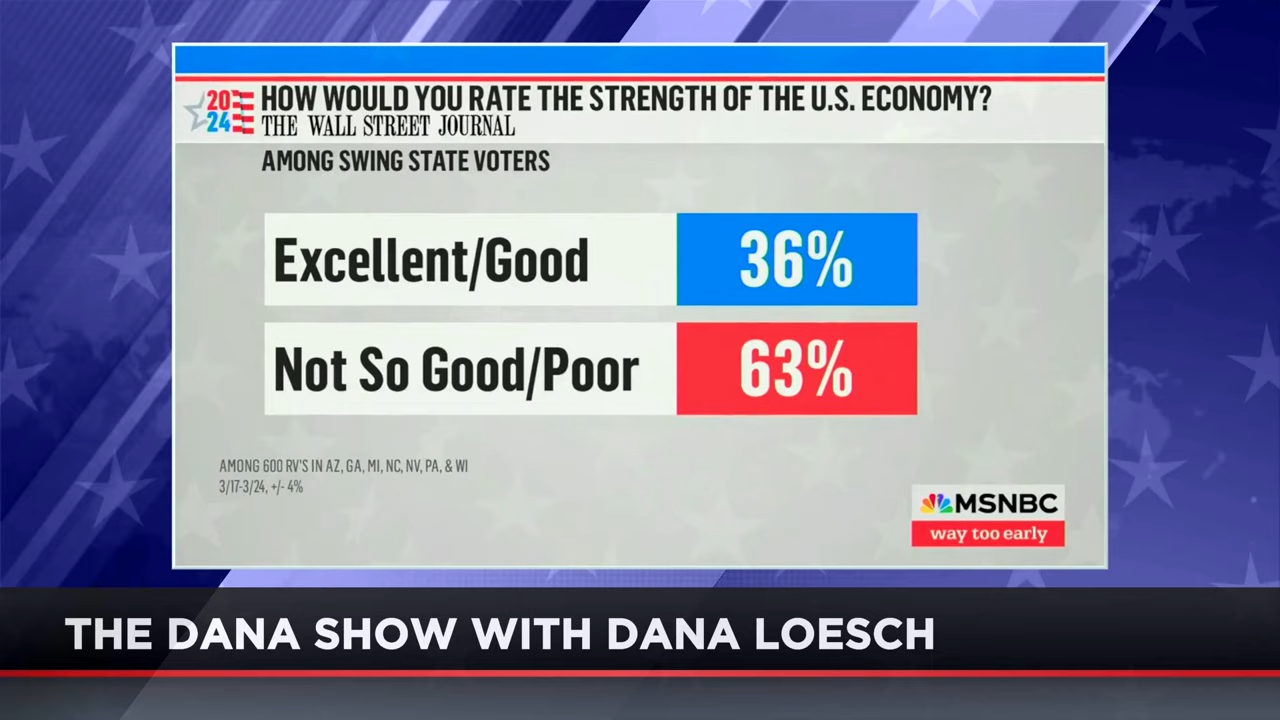 2024
HOW WOULD YOU RATE THE STRENGTH OF THE U.S. ECONOMY?
THE WALL STREET JOURNAL
AMONG SWING STATE VOTERS
Excellent/Good 36%
Not So Good/Poor 63%
AMONG 600 RV'S IN AZ, GA, MI, NC, NV, PA, & WI
3/17-3/24, +/- 4%
MSNBC
way too early
THE DANA SHOW WITH DANA LOESCH